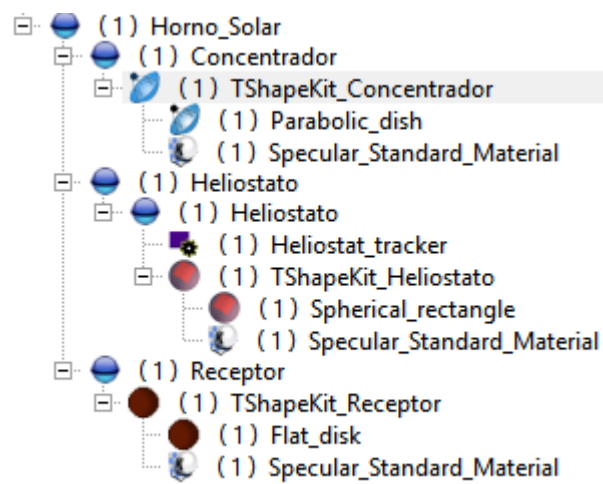 (1) Horno_Solar
(1) Concentrador
(1) TShapeKit_Concentrador
(1) Parabolic_dish
(1) Specular_Standard_Material
(1) Heliostato
(1) Heliostato
(1) Heliostat_tracker
(1) TShapeKit_Heliostato
(1) Spherical_rectangle
(1) Specular_Standard_Material
(1) Receptor
(1) TShapeKit_Receptor
(1) Flat_disk
(1) Specular_Standard_Material